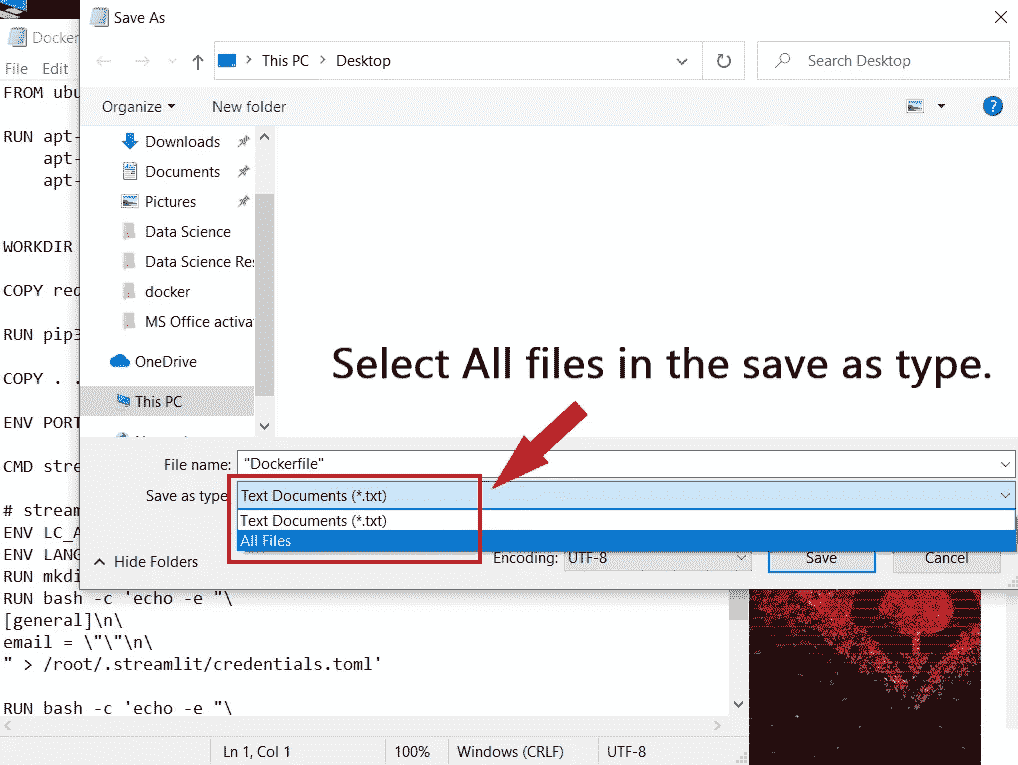 Save As
Docker
File Edit
This PC > Desktop
Search Desktop
Organize
New folder
Downloads
Documents
Pictures
Data Science
Data Science Res
docker
MS Office activa
OneDrive
This PC
Select All files in the save as type.
File name: "Dockerfile"
Save as type Text Documents (*.txt)
Text Documents (*.txt)
All Files
Hide Folders
Encoding: UTF-8
Save
Cancel
FROM ubu
RUN apt-
apt-
apt-
WORKDIR
COPY req
RUN pip3
COPY . .
ENV PORT
CMD stre
# stream
ENV LC_A
ENV LANG
RUN mkdi
RUN bash -c 'echo -e "\
[general]\n\
email = \"\"\n\
" > /root/.streamlit/credentials.toml'
RUN bash -c 'echo -e "\
Ln 1, Col 1
100%
Windows (CRLF)
UTF-8